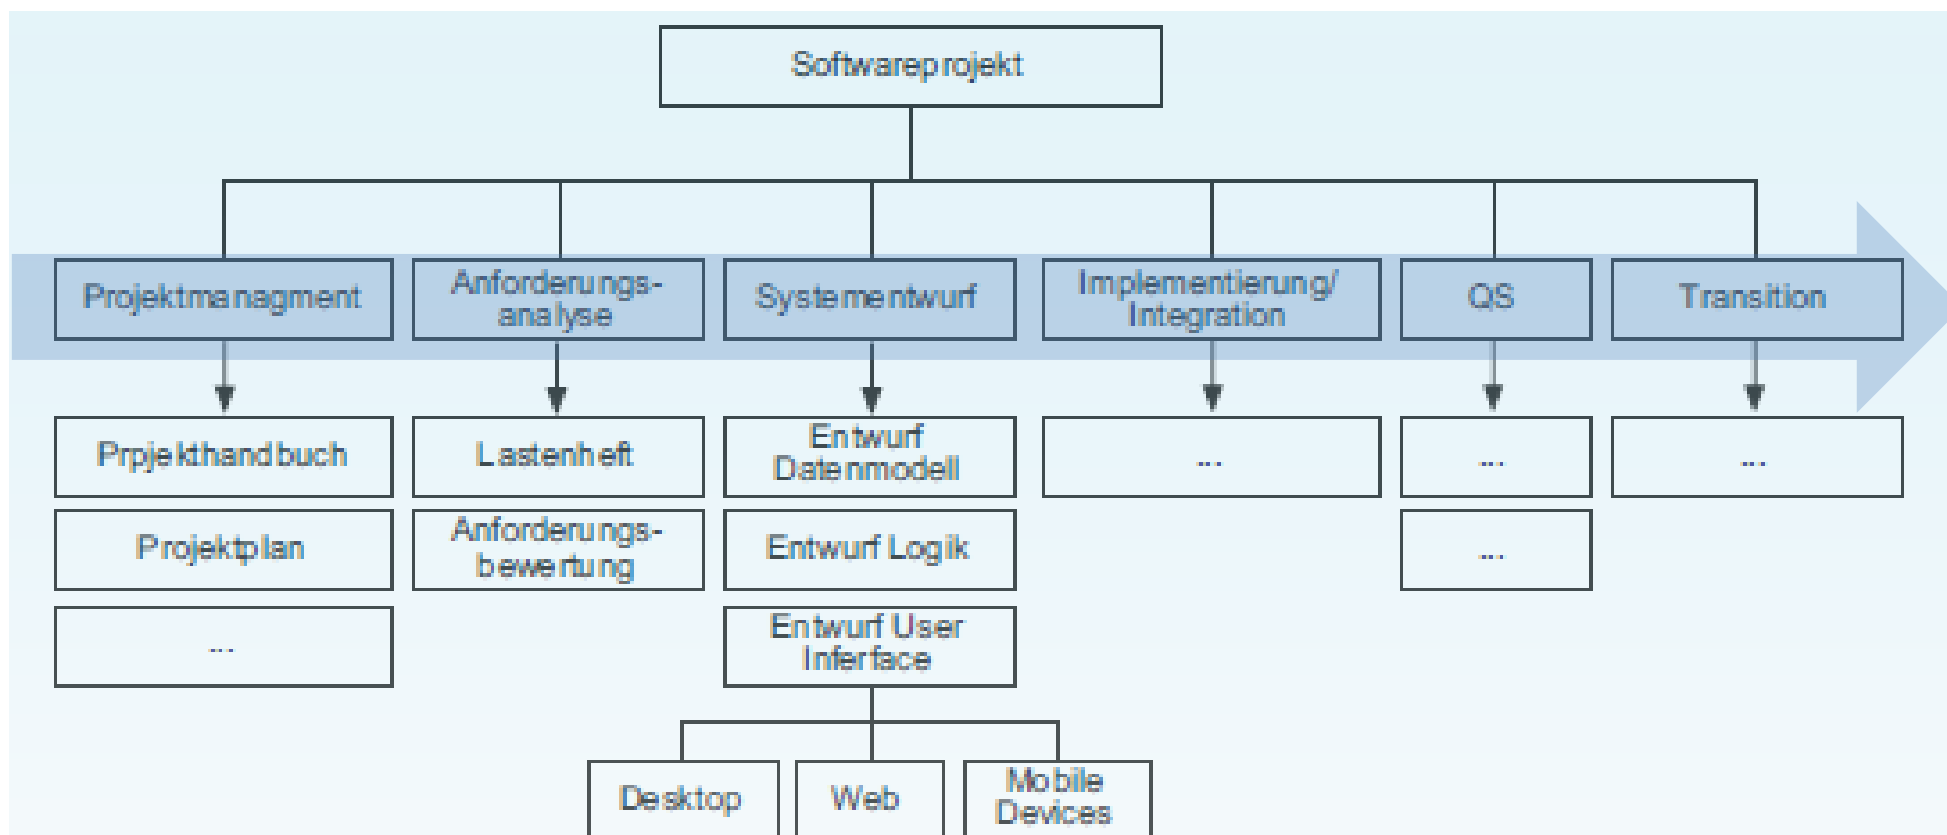 Softwareprojekt
Projektmanagment
Anforderungs-
analyse
Systementwurf
Implementierung/
Integration
QS
Transition
Prpjekthandbuch
Lastenheft
Entwurf
Datenmodell
...
...
...
Projektplan
Anforderungs-
bewertung
Entwurf Logik
...
...
Entwurf User
Inferface
Desktop
Web
Mobile
Devices